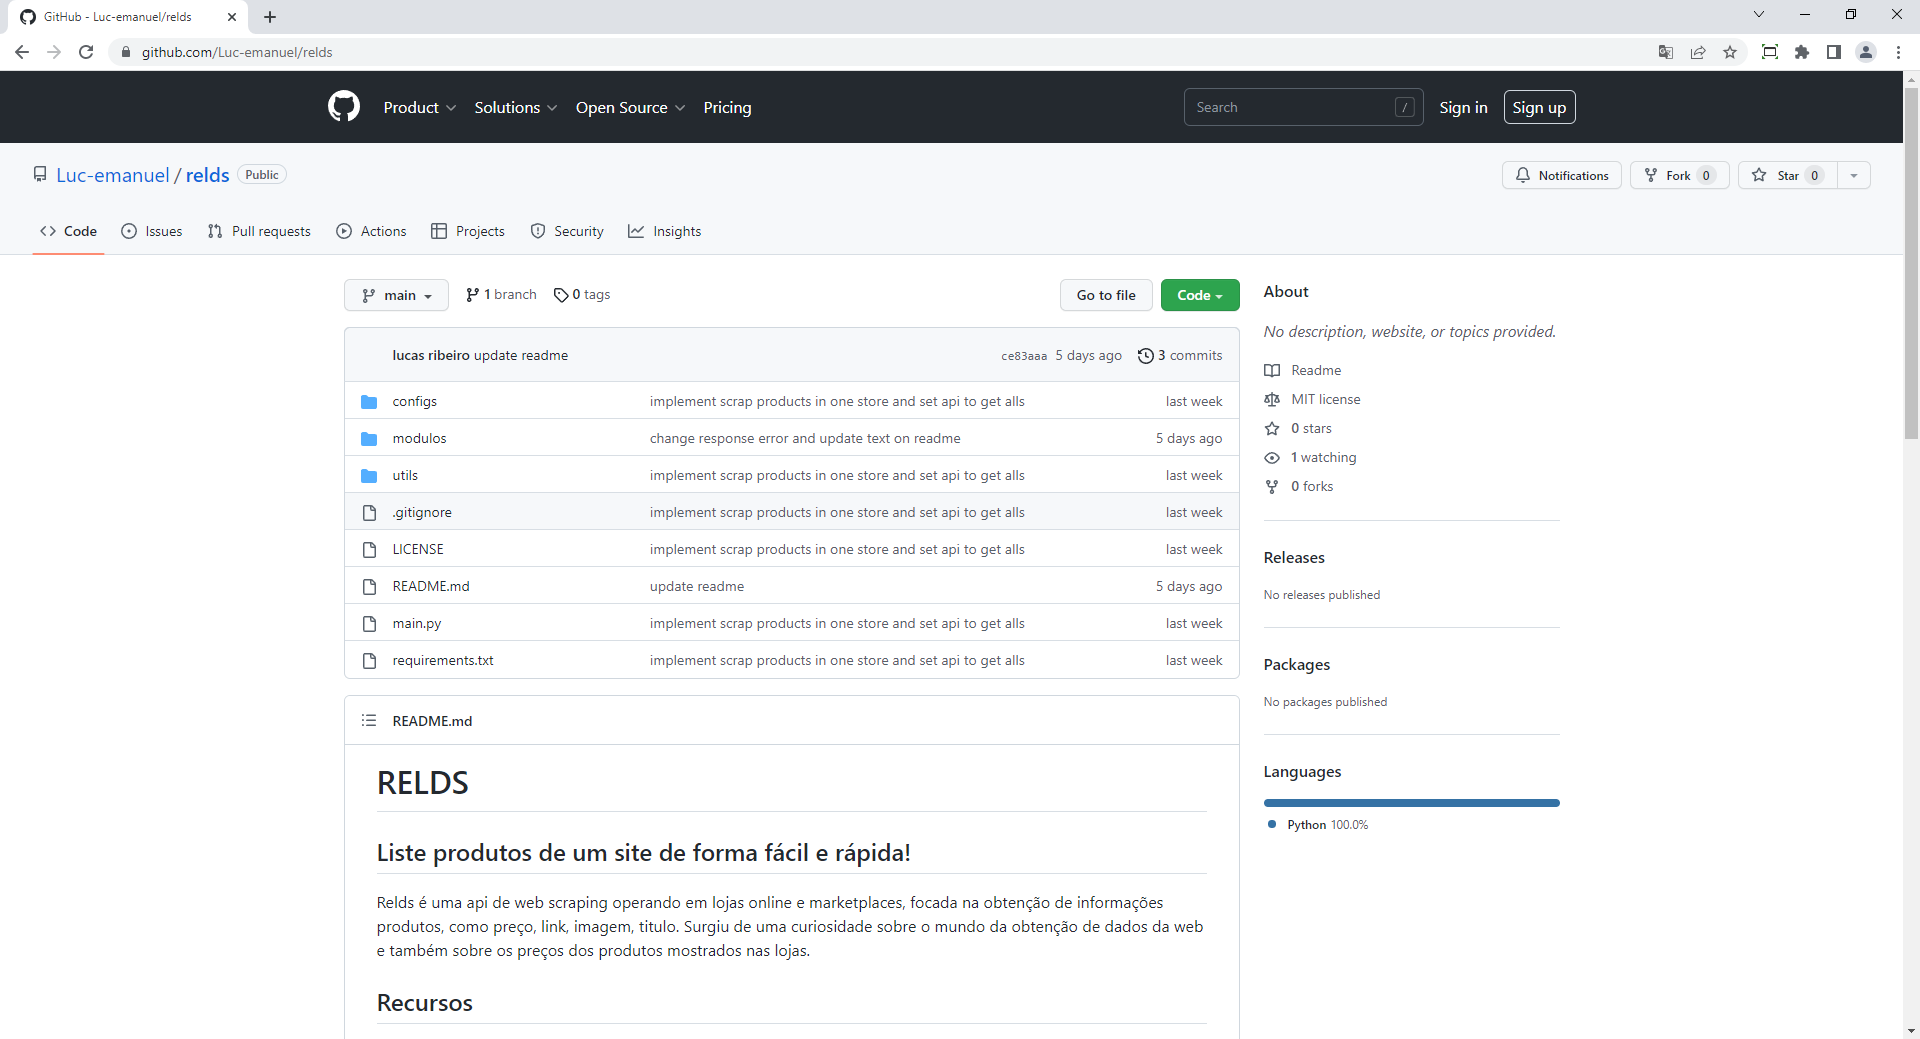 GitHub - Luc-emanuel/relds
github.com/Luc-emanuel/relds
Product Solutions Open Source Pricing Search / Sign in Sign up
Luc-emanuel / relds Public Notifications Fork 0 Star 0
Code Issues Pull requests Actions Projects Security Insights
main 1 branch 0 tags Go to file Code
lucas ribeiro update readme ce83aaa 5 days ago 3 commits
configs implement scrap products in one store and set api to get alls last week
modulos change response error and update text on readme 5 days ago
utils implement scrap products in one store and set api to get alls last week
.gitignore implement scrap products in one store and set api to get alls last week
LICENSE implement scrap products in one store and set api to get alls last week
README.md update readme 5 days ago
main.py implement scrap products in one store and set api to get alls last week
requirements.txt implement scrap products in one store and set api to get alls last week
README.md
RELDS
Liste produtos de um site de forma fácil e rápida!
Relds é uma api de web scraping operando em lojas online e marketplaces, focada na obtenção de informações
produtos, como preço, link, imagem, titulo. Surgiu de uma curiosidade sobre o mundo da obtenção de dados da web
e também sobre os preços dos produtos mostrados nas lojas.
Recursos
About
No description, website, or topics provided.
Readme
MIT license
0 stars
1 watching
0 forks
Releases
No releases published
Packages
No packages published
Languages
Python 100.0%